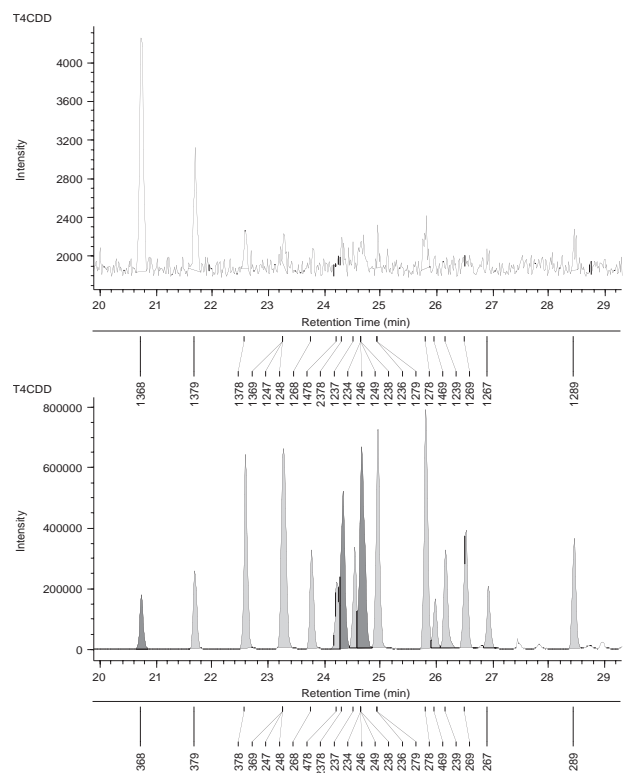 T4CDD
4000
3600
3200
2800
2400
2000
Intensity
20 21 22 23 24 25 26 27 28 29
Retention Time (min)
1368 1379 1378 1369 1247 1248 1268 1478 2378 1237 1234 1246 1249 1238 1236 1279 1278 1469 1239 1269 1267 1289
T4CDD
800000
600000
400000
200000
0
Intensity
20 21 22 23 24 25 26 27 28 29
Retention Time (min)
368 379 378 369 247 248 268 478 2378 237 234 246 249 238 236 279 278 469 239 269 267 289